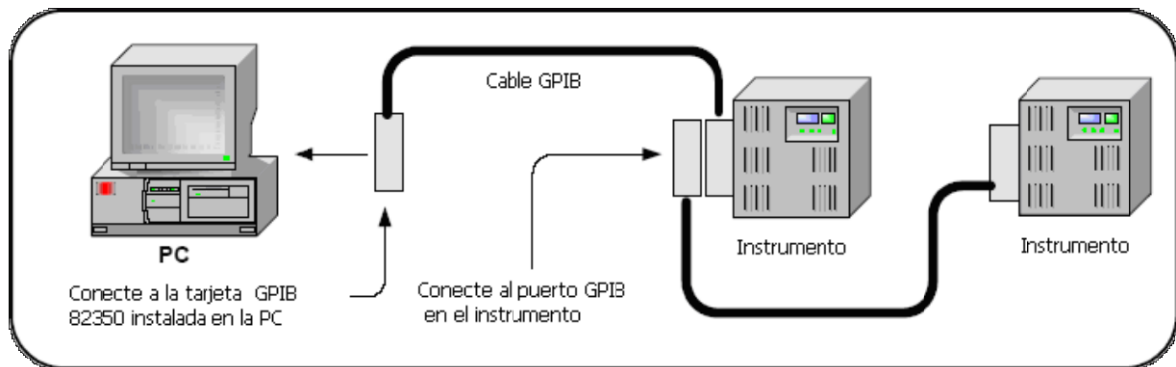 Cable GPIB
PC
Instrumento
Instrumento
Conecte a la tarjeta GPIB
82350 instalada en la PC
Conecte al puerto GPIB
en el instrumento